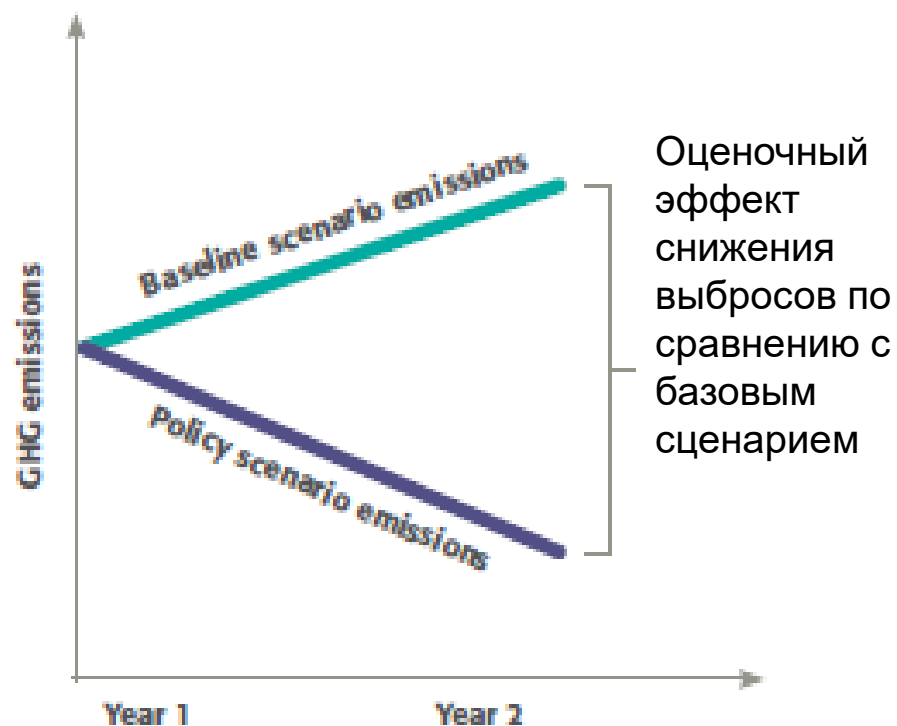 Baseline scenario emissions
Оценочный
эффект
снижения
выбросов по
сравнению с
базовым
сценарием
GHG emissions
Policy scenario emissions
Year 1
Year 2